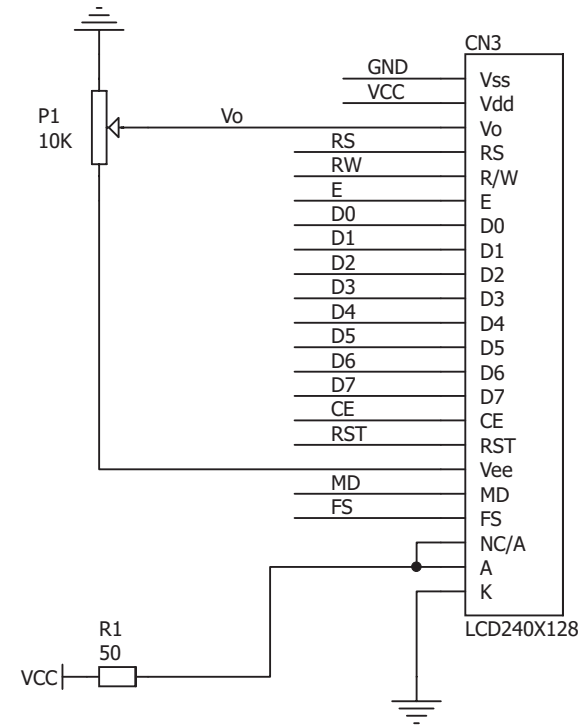 CN3
GND Vss
VCC Vdd
P1
10K
Vo Vo
RS RS
RW R/W
E E
D0 D0
D1 D1
D2 D2
D3 D3
D4 D4
D5 D5
D6 D6
D7 D7
CE CE
RST RST
Vee
MD MD
FS FS
NC/A
A
K
LCD240X128
R1
50
VCC